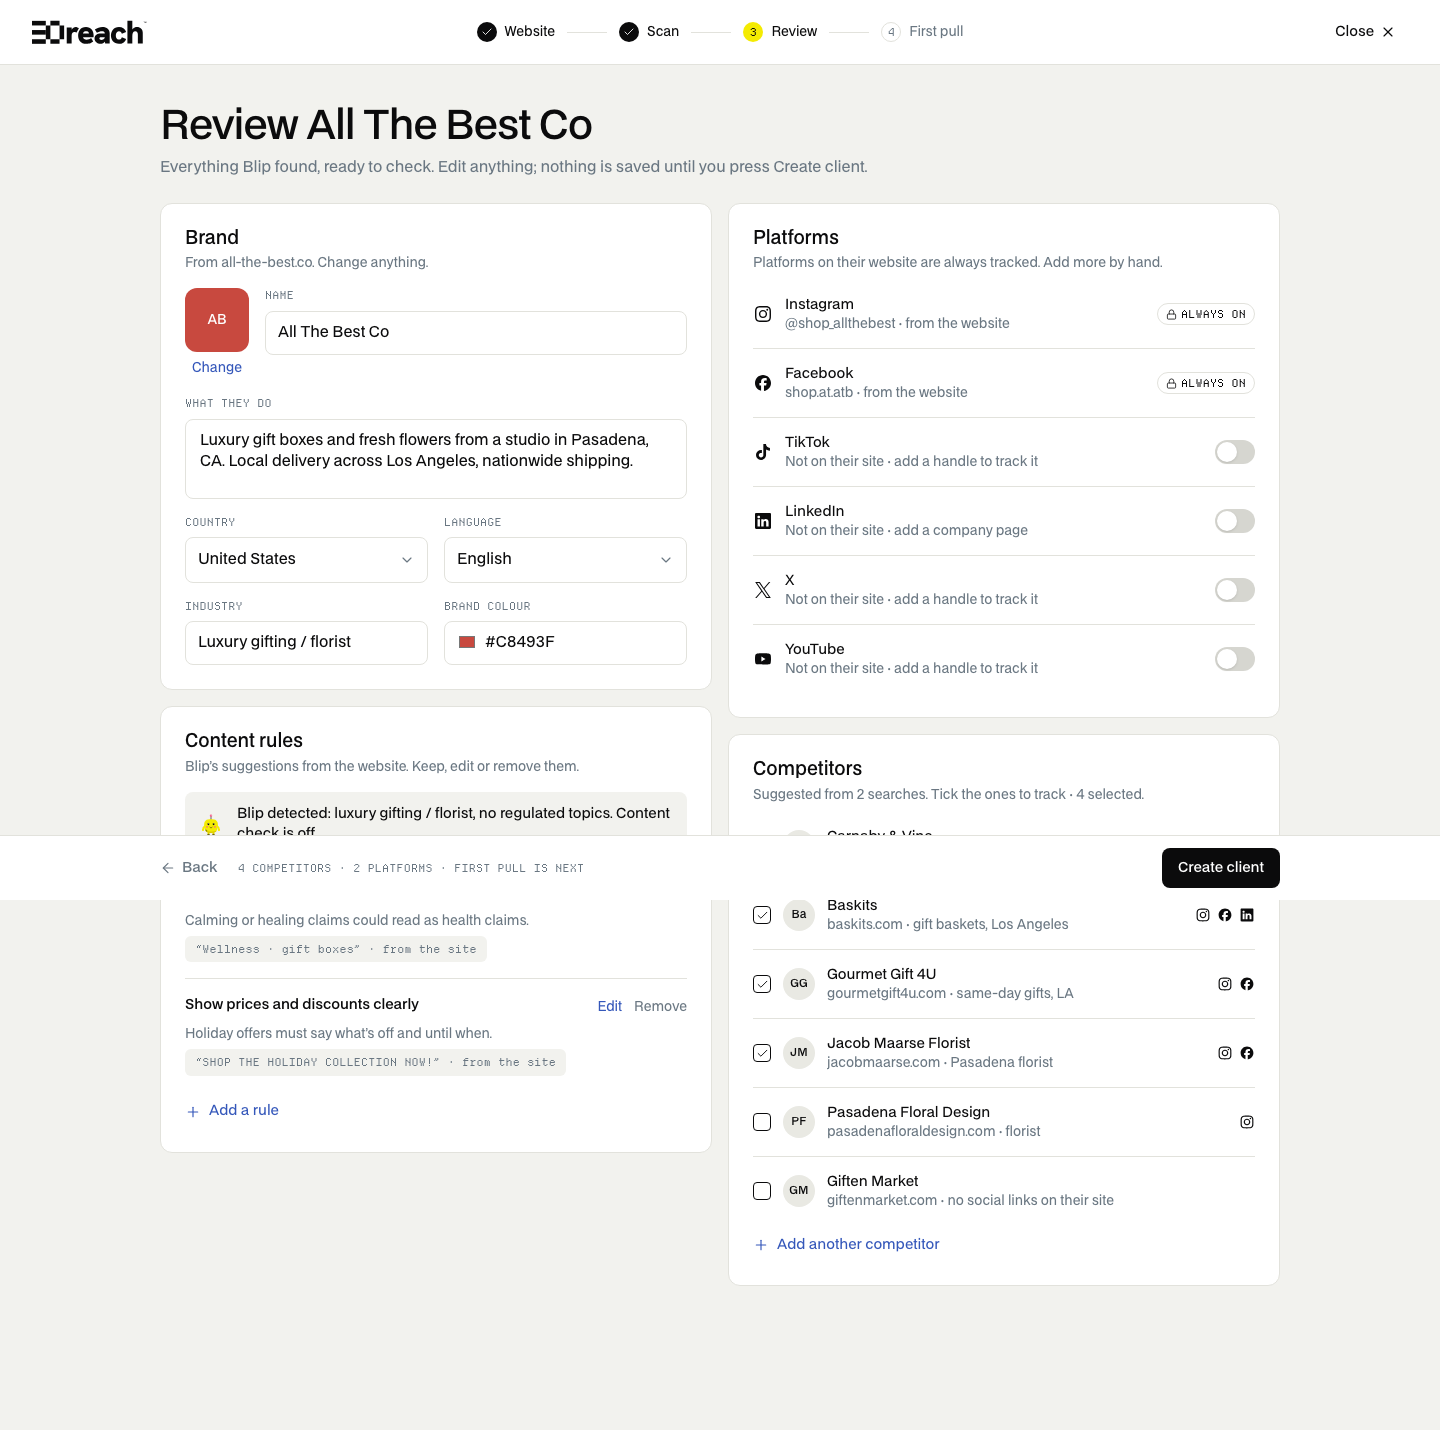 reach
Website
Scan
3
Review
4
First pull
Close
Review All The Best Co
Everything Blip found, ready to check. Edit anything; nothing is saved until you press Create client.
Brand
From all-the-best.co. Change anything.
AB
Change
NAME
All The Best Co
WHAT THEY DO
Luxury gift boxes and fresh flowers from a studio in Pasadena,
CA. Local delivery across Los Angeles, nationwide shipping.
COUNTRY
LANGUAGE
United States
English
INDUSTRY
BRAND COLOUR
Luxury gifting / florist
#C8493F
Platforms
Platforms on their website are always tracked. Add more by hand.
Instagram
@shop_allthebest · from the website
ALWAYS ON
Facebook
shop.at.atb · from the website
ALWAYS ON
TikTok
Not on their site · add a handle to track it
LinkedIn
Not on their site · add a company page
X
Not on their site · add a handle to track it
YouTube
Not on their site · add a handle to track it
Content rules
Blip's suggestions from the website. Keep, edit or remove them.
Blip detected: luxury gifting / florist, no regulated topics. Content
check is off
Competitors
Suggested from 2 searches. Tick the ones to track · 4 selected.
Back
4 COMPETITORS · 2 PLATFORMS · FIRST PULL IS NEXT
Create client
Calming or healing claims could read as health claims.
“Wellness · gift boxes” · from the site
Show prices and discounts clearly
Edit
Remove
Holiday offers must say what's off and until when.
“SHOP THE HOLIDAY COLLECTION NOW!” · from the site
Add a rule
Ba
Baskits
baskits.com · gift baskets, Los Angeles
GG
Gourmet Gift 4U
gourmetgift4u.com · same-day gifts, LA
JM
Jacob Maarse Florist
jacobmaarse.com · Pasadena florist
PF
Pasadena Floral Design
pasadenafloraldesign.com · florist
GM
Giften Market
giftenmarket.com · no social links on their site
Add another competitor